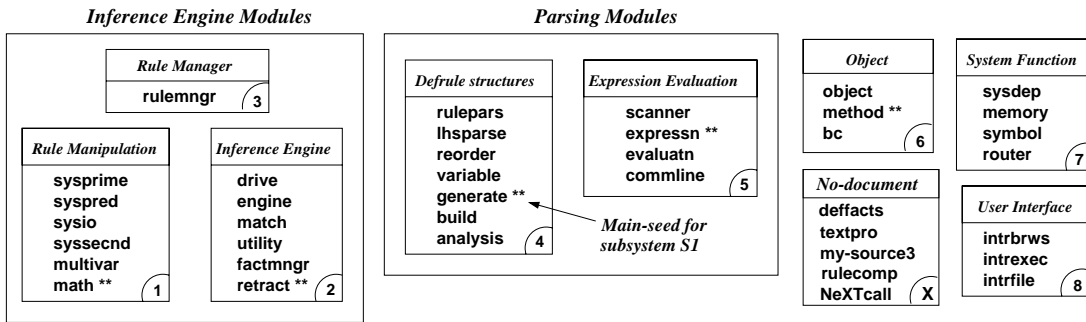 Inference Engine Modules
Rule Manager
rulemngr
3
Rule Manipulation
sysprime
syspred
sysio
syssecnd
multivar
math **
1
Inference Engine
drive
engine
match
utility
factmngr
retract **
2
Parsing Modules
Defrule structures
rulepars
lhsparse
reorder
variable
generate **
build
analysis
4
Expression Evaluation
scanner
expressn **
evaluatn
commline
5
Main-seed for
subsystem S1
Object
object
method **
bc
6
System Function
sysdep
memory
symbol
router
7
No-document
deffacts
textpro
my-source3
rulecomp
NeXTcall
X
User Interface
intrbrws
intrexec
intrfile
8